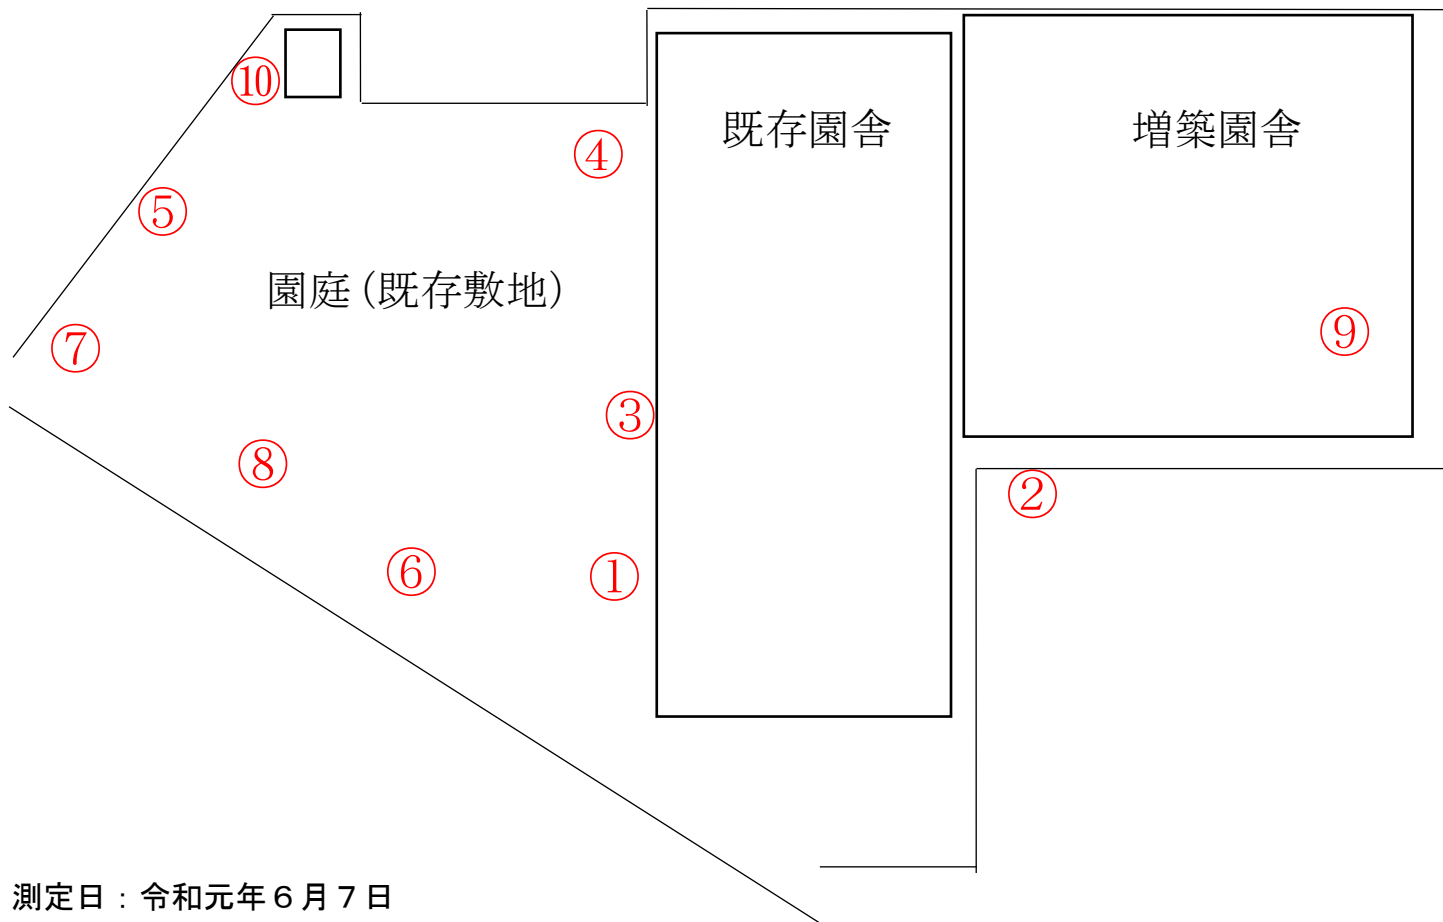 ⑩
既存園舎
増築園舎
④
⑤
園庭(既存敷地)
⑨
⑦
③
⑧
②
⑥
①
測定日：令和元年６月７日